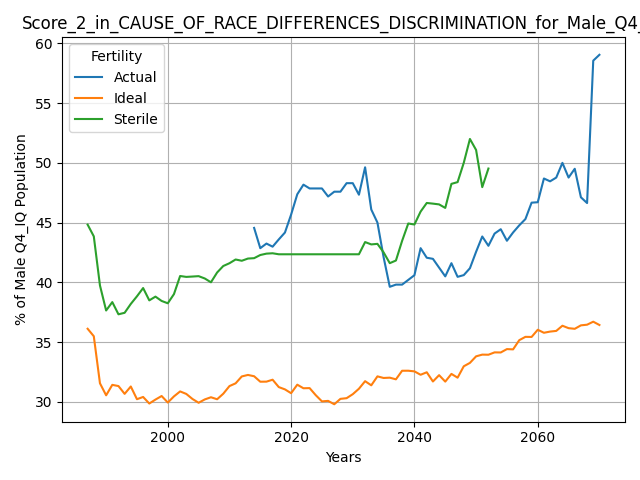 Score_2_in_CAUSE_OF_RACE_DIFFERENCES_DISCRIMINATION_for_Male_Q4_
Fertility
Actual
Ideal
Sterile
60
55
50
45
40
35
30
% of Male Q4_IQ Population
2000 2020 2040 2060
Years